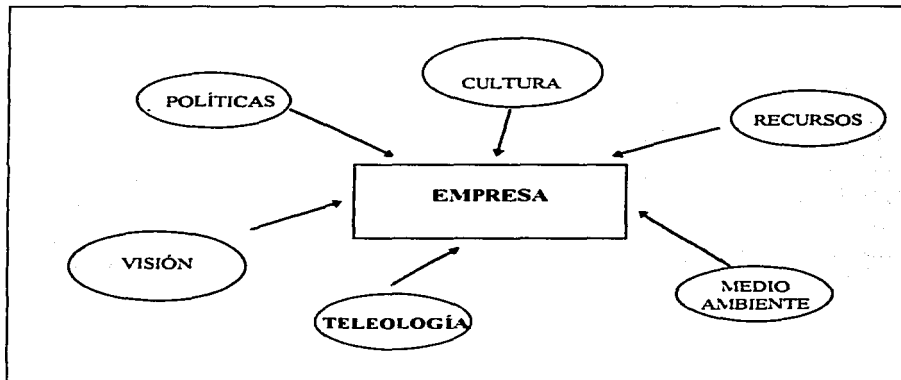 CULTURA
POLÍTICAS
RECURSOS
EMPRESA
VISIÓN
TELEOLOGÍA
MEDIO
AMBIENTE